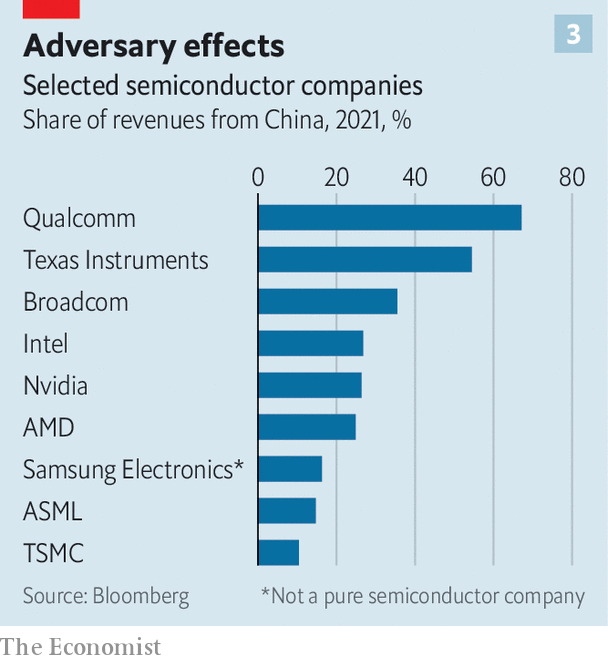 Adversary effects
3
Selected semiconductor companies
Share of revenues from China, 2021, %
0 20 40 60 80
Qualcomm
Texas Instruments
Broadcom
Intel
Nvidia
AMD
Samsung Electronics*
ASML
TSMC
Source: Bloomberg *Not a pure semiconductor company
The Economist